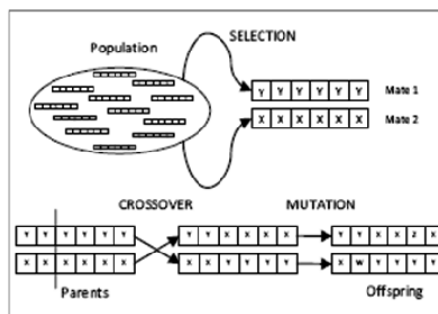 Population
SELECTION
Y Y Y Y Y Y Mate 1
X X X X X X Mate 2
CROSSOVER MUTATION
Y Y Y Y Y Y Y Y X X X X Y Y X X Z X
X X X X X X X X Y Y Y Y X W Y Y Y Y
Parents Offspring